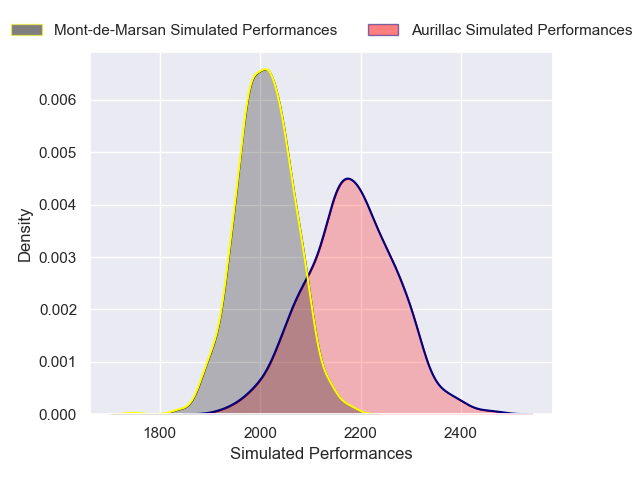 Mont-de-Marsan Simulated Performances Aurillac Simulated Performances
0.006
0.005
0.004
0.003
0.002
0.001
0.000
Density
1800 2000 2200 2400
Simulated Performances